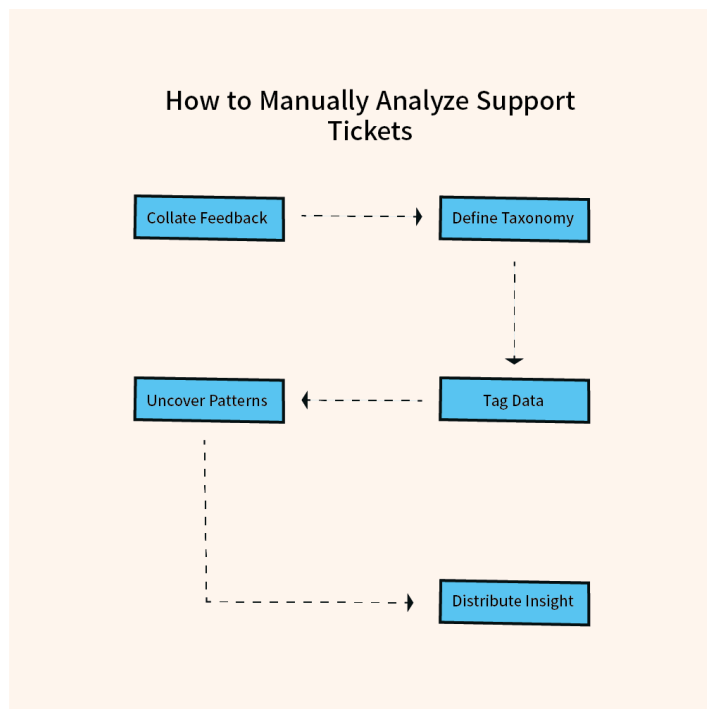 How to Manually Analyze Support
Tickets
Collate Feedback
Define Taxonomy
Tag Data
Uncover Patterns
Distribute Insight